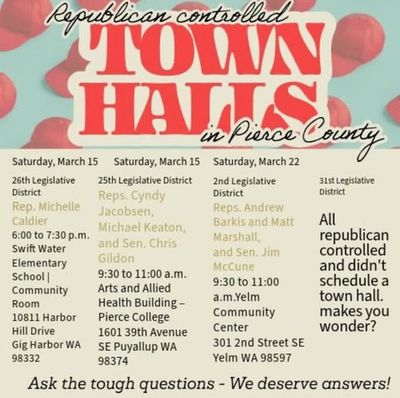 Republican controlled
TOWN
HALLS
in Pierce County
Saturday, March 15
26th Legislative
District
Rep. Michelle
Caldier
6:00 to 7:30 p.m.
Swift Water
Elementary
School |
Community
Room
10811 Harbor
Hill Drive
Gig Harbor WA
98332
Saturday, March 15
25th Legislative District
Reps. Cyndy
Jacobsen,
Michael Keaton,
and Sen. Chris
Gildon
9:30 to 11:00 a.m.
Arts and Allied
Health Building –
Pierce College
1601 39th Avenue
SE Puyallup WA
98374
Saturday, March 22
2nd Legislative
District
Reps. Andrew
Barkis and Matt
Marshall,
and Sen. Jim
McCune
9:30 to 11:00
a.m.Yelm
Community
Center
301 2nd Street SE
Yelm WA 98597
31st Legislative
District
All
republican
controlled
and didn't
schedule a
town hall.
makes you
wonder?
Ask the tough questions - We deserve answers!